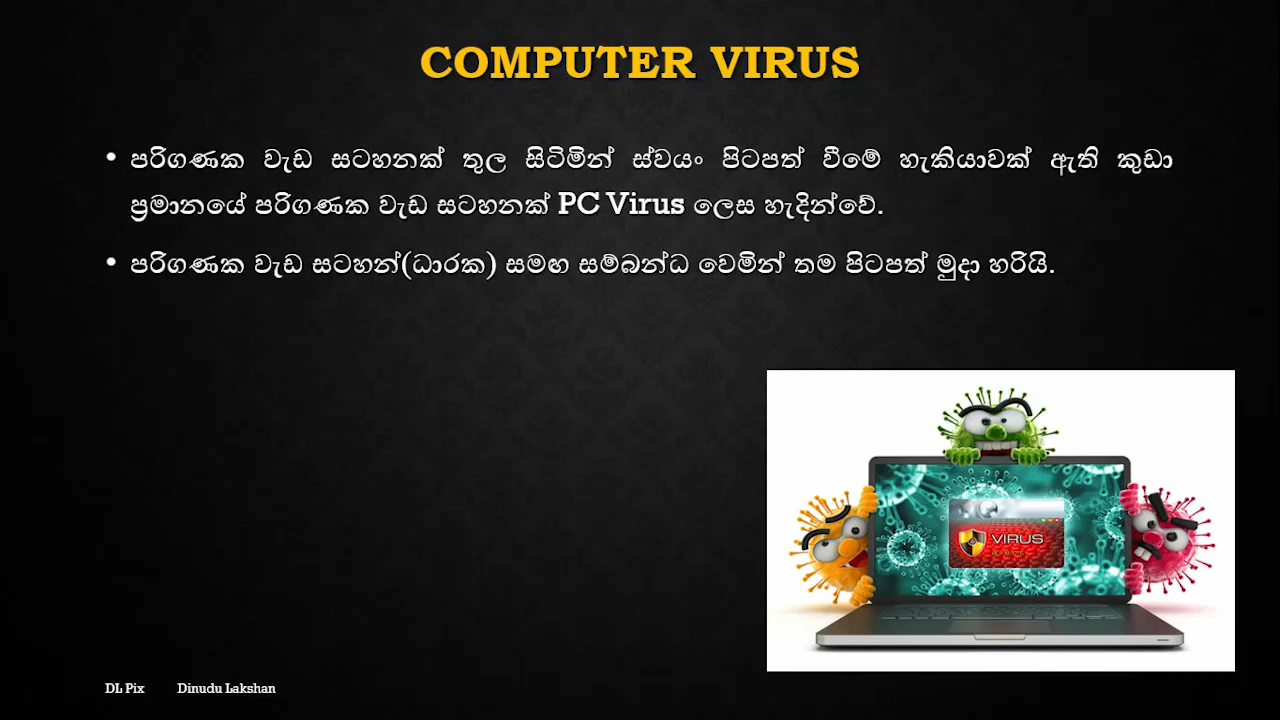 COMPUTER VIRUS
• පරිගණක වැඩ සටහනක් තුල සිටිමින් ස්වයං පිටපත් වීමේ හැකියාවක් ඇති කුඩා
ප්‍රමානයේ පරිගණක වැඩ සටහනක් PC Virus ලෙස හැදින්වේ.
• පරිගණක වැඩ සටහන්(ධාරක) සමඟ සම්බන්ධ වෙමින් තම පිටපත් මුදා හරියි.
VIRUS
alert
DL Pix Dinudu Lakshan